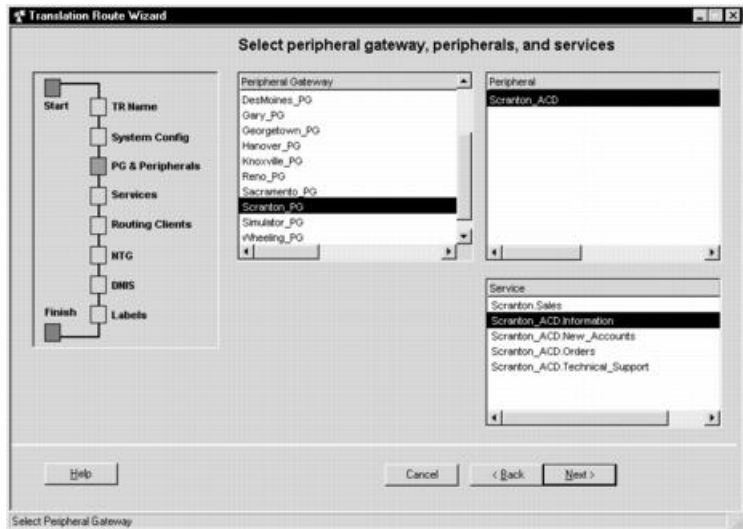 Translation Route Wizard
Select peripheral gateway, peripherals, and services
Start
TR Name
System Config
PG & Peripherals
Services
Routing Clients
NTG
DNIS
Finish
Labels
Peripheral Gateway
DesMoines_PG
Gary_PG
Georgetown_PG
Hanover_PG
Knoxville_PG
Reno_PG
Sacramento_PG
Scranton_PG
Simulator_PG
Wheeling_PG
Peripheral
Scranton_ACD
Service
Scranton.Sales
Scranton_ACD.Information
Scranton_ACD.New_Accounts
Scranton_ACD.Orders
Scranton_ACD.Technical_Support
Help
Cancel
< Back
Next >
Select Peripheral Gateway